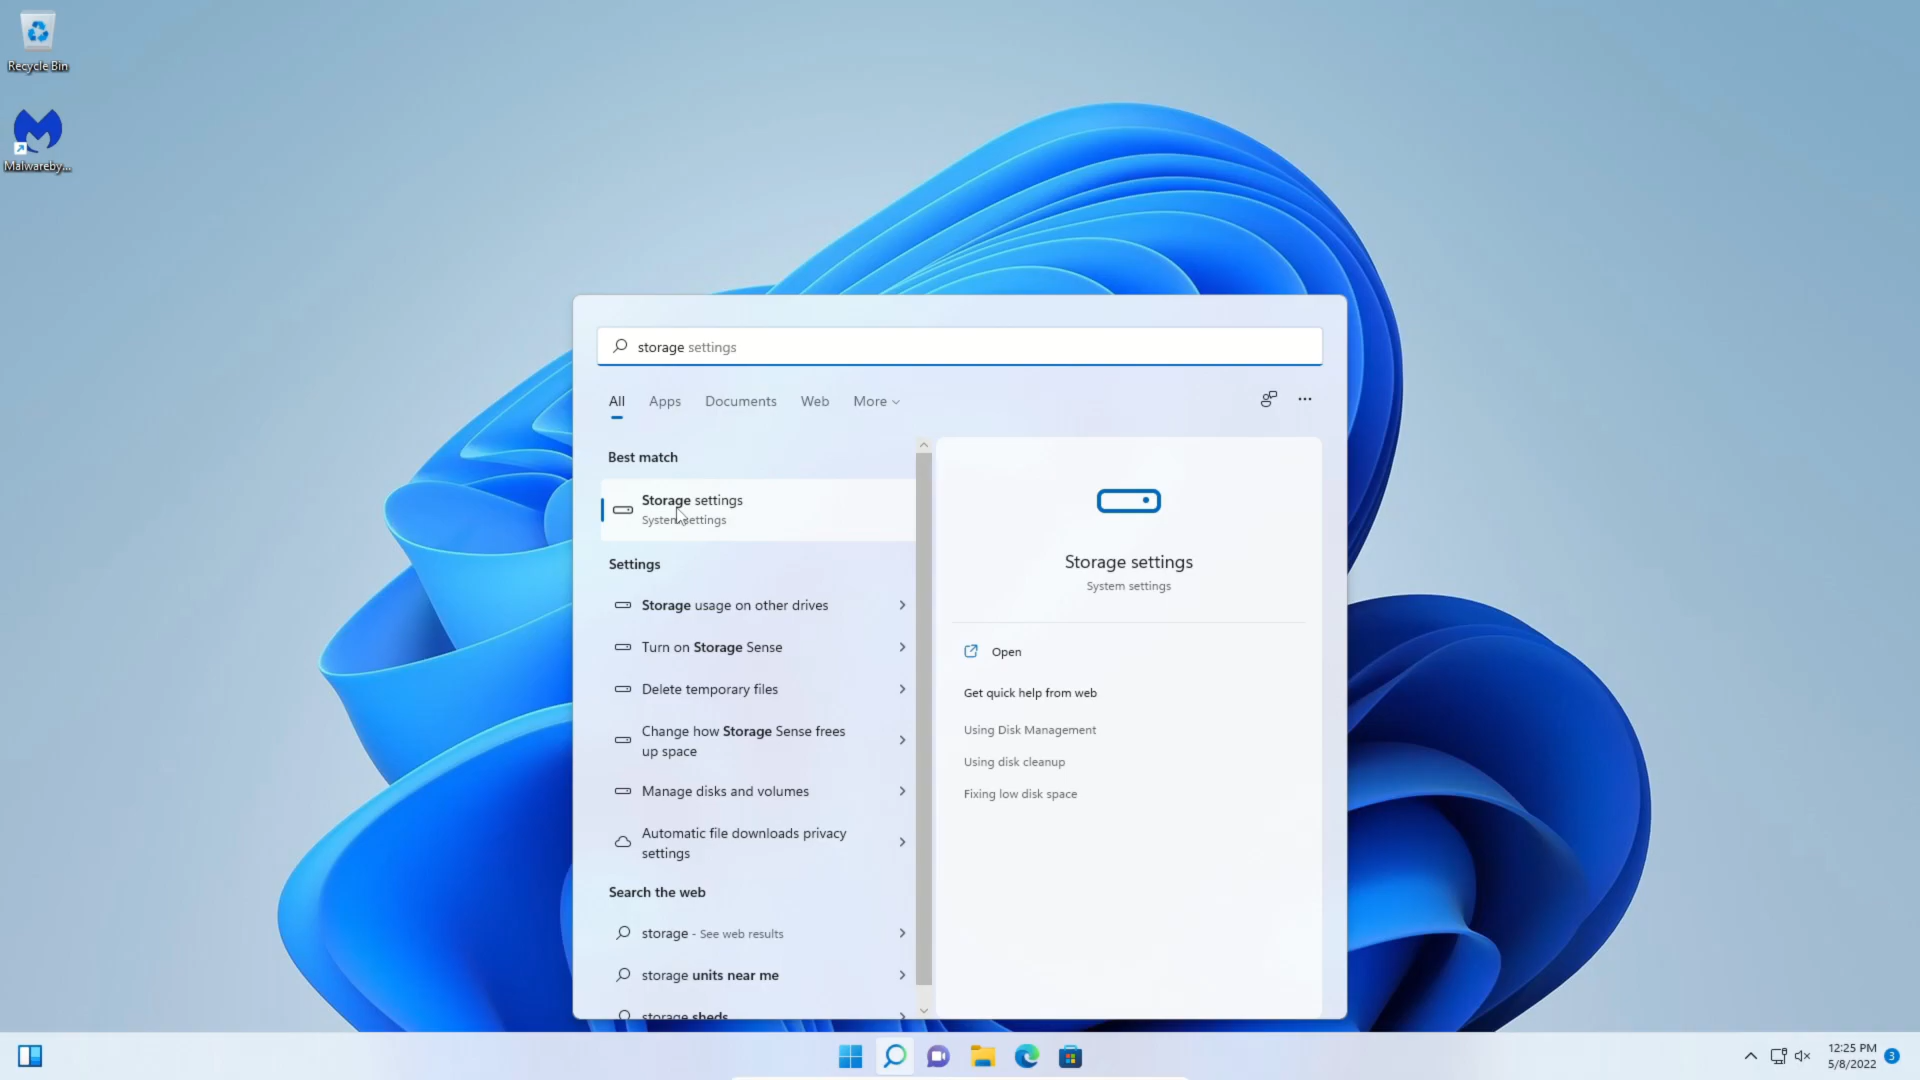 Recycle Bin
Malwareby...
storage settings
All Apps Documents Web More
Best match
Storage settings
System settings
Settings
Storage usage on other drives
Turn on Storage Sense
Delete temporary files
Change how Storage Sense frees
up space
Manage disks and volumes
Automatic file downloads privacy
settings
Search the web
storage - See web results
storage units near me
storage sheds
Storage settings
System settings
Open
Get quick help from web
Using Disk Management
Using disk cleanup
Fixing low disk space
12:25 PM
5/8/2022
3